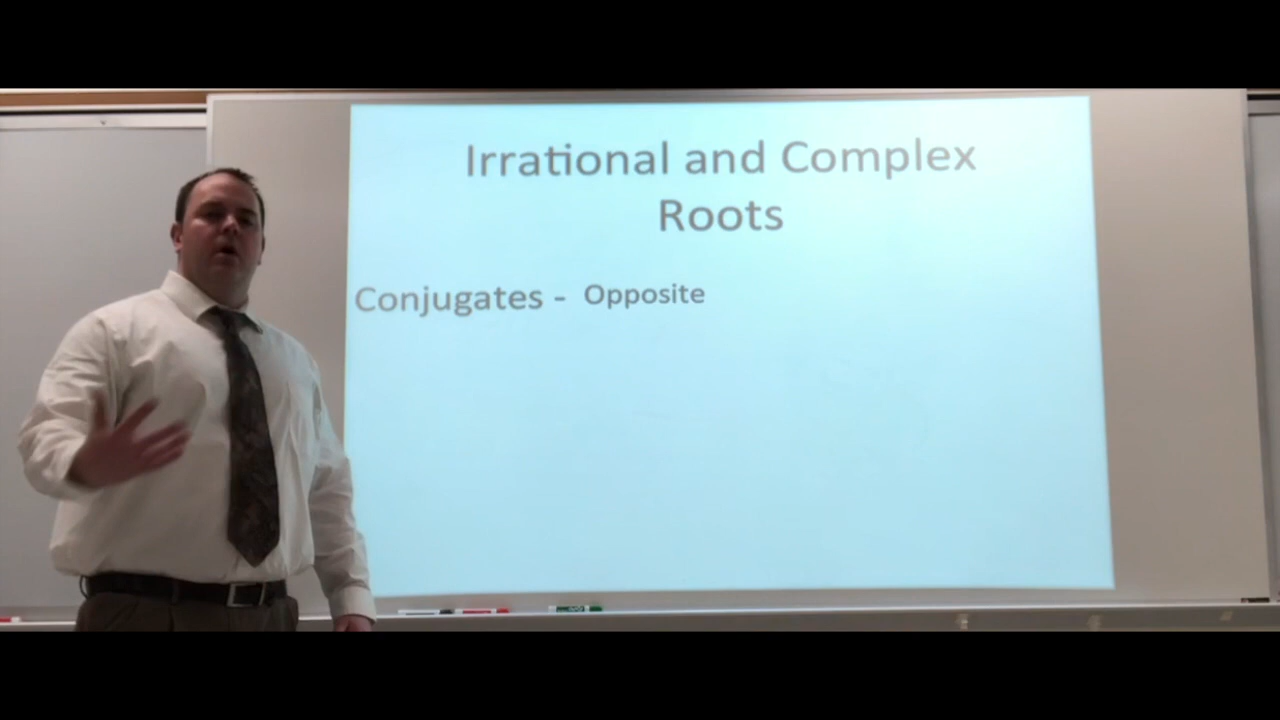 Irrational and Complex
Roots
Conjugates - Opposite